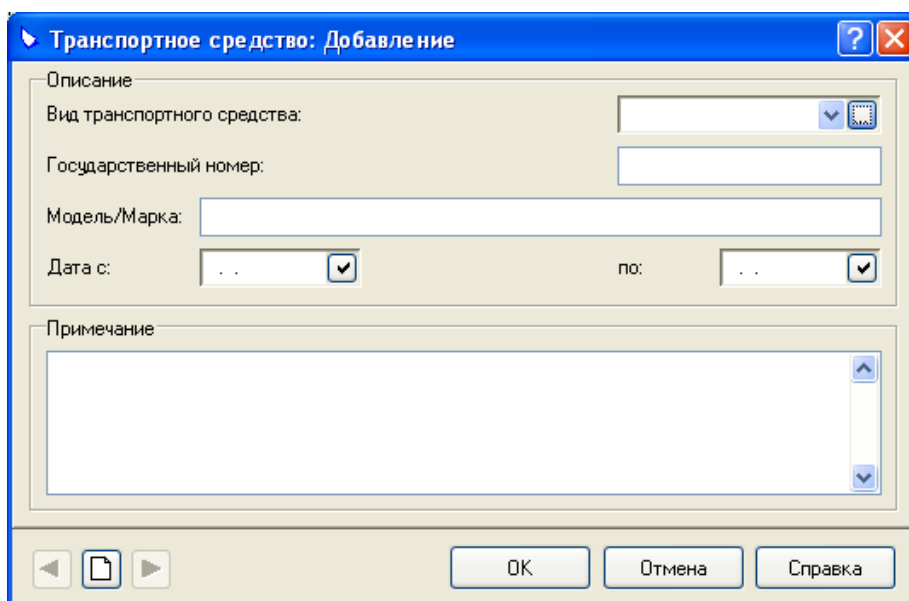 Транспортное средство: Добавление
Описание
Вид транспортного средства:
Государственный номер:
Модель/Марка:
Дата с: . . по: . .
Примечание
OK Отмена Справка